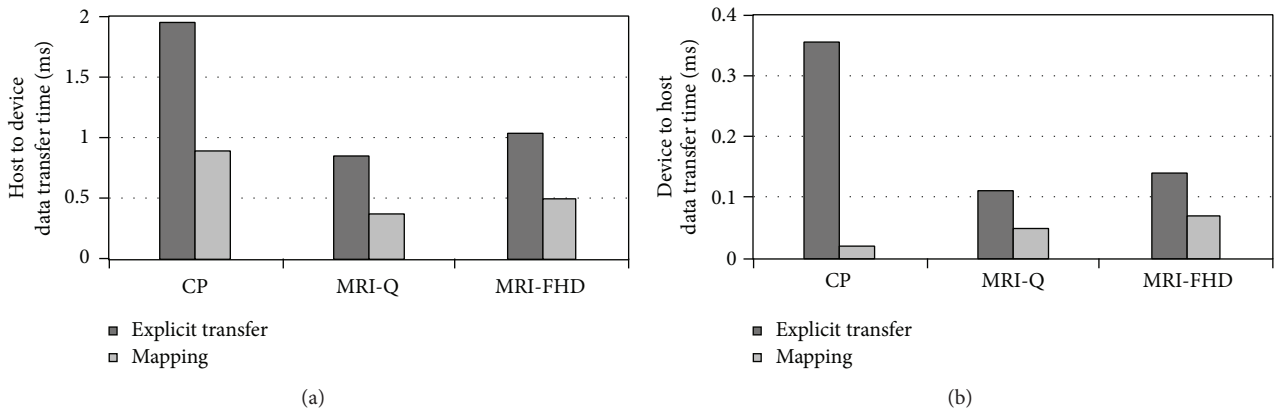 Host to device
data transfer time (ms)
2
1.5
1
0.5
0
CP
MRI-Q
MRI-FHD
Explicit transfer
Mapping
(a)
Device to host
data transfer time (ms)
0.4
0.3
0.2
0.1
0
CP
MRI-Q
MRI-FHD
Explicit transfer
Mapping
(b)